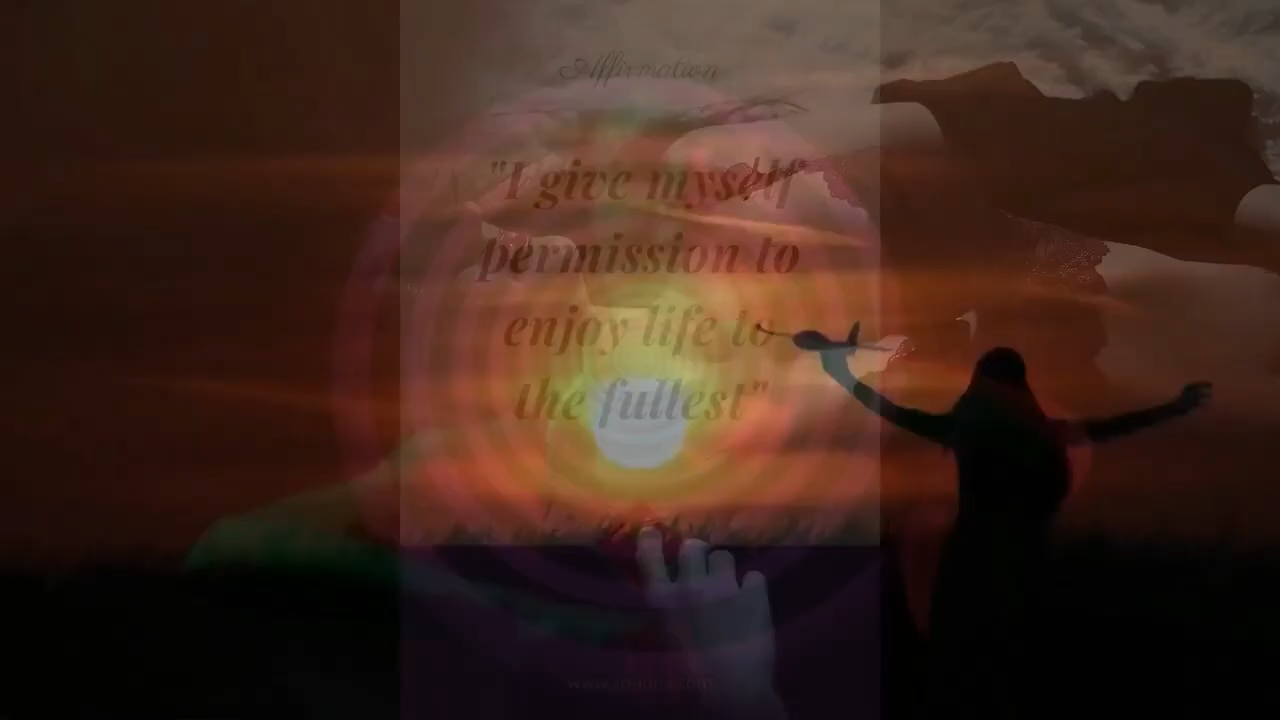 Affirmation
"I give myself
permission to
enjoy life to
the fullest"